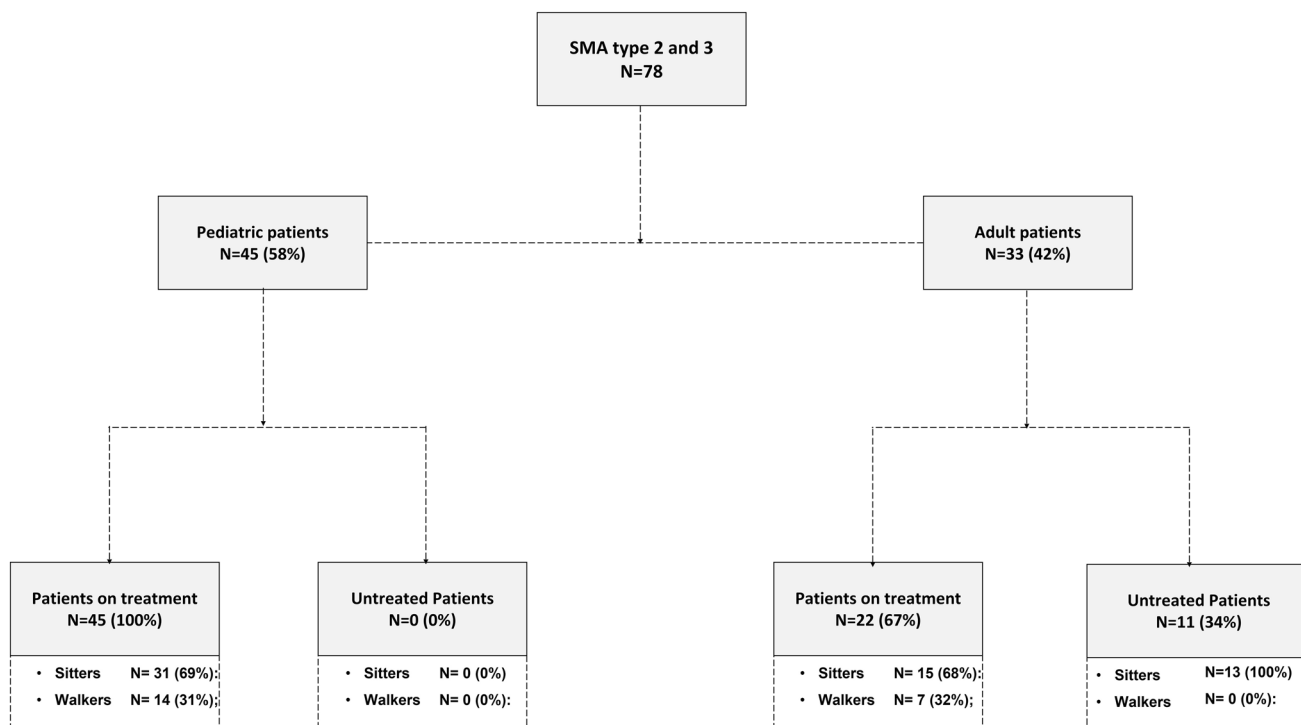 SMA type 2 and 3
N=78
Pediatric patients
N=45 (58%)
Adult patients
N=33 (42%)
Patients on treatment
N=45 (100%)
• Sitters N= 31 (69%):
• Walkers N= 14 (31%);
Untreated Patients
N=0 (0%)
• Sitters N= 0 (0%)
• Walkers N= 0 (0%):
Patients on treatment
N=22 (67%)
• Sitters N= 15 (68%):
• Walkers N= 7 (32%);
Untreated Patients
N=11 (34%)
• Sitters N=13 (100%)
• Walkers N= 0 (0%):